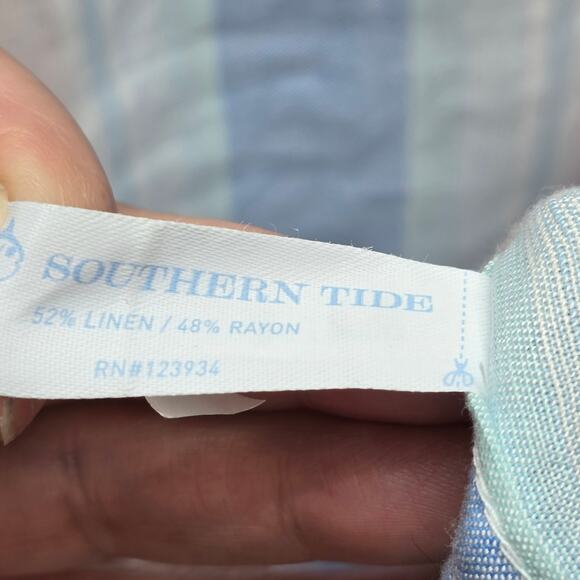 SOUTHERN TIDE
52% LINEN / 48% RAYON
RN#123934